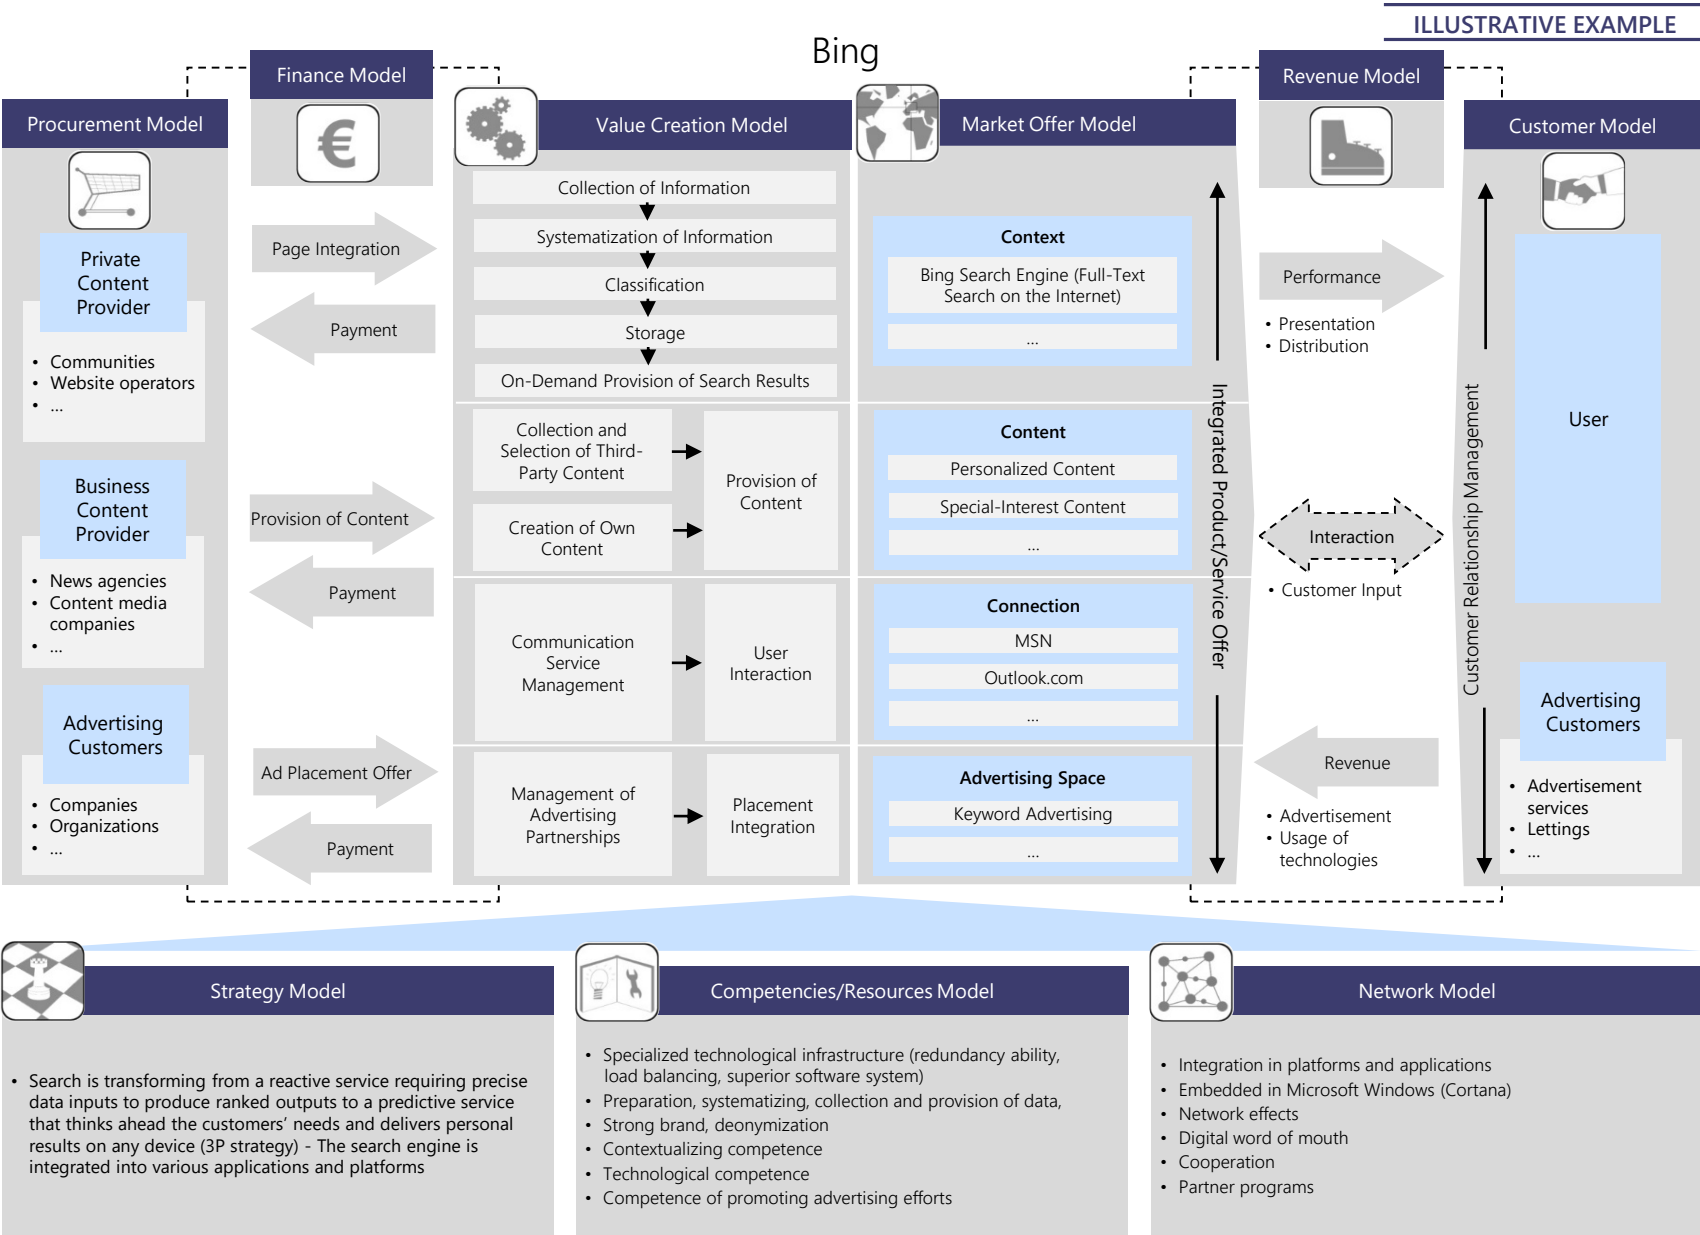 ILLUSTRATIVE EXAMPLE
Bing
Finance Model
Revenue Model
Procurement Model
Value Creation Model
Market Offer Model
Customer Model
€
Private
Content
Provider
• Communities
• Website operators
• ...
Business
Content
Provider
• News agencies
• Content media
companies
• ...
Advertising
Customers
• Companies
• Organizations
• ...
Page Integration
Payment
Provision of Content
Payment
Ad Placement Offer
Payment
Collection of Information
Systematization of Information
Classification
Storage
On-Demand Provision of Search Results
Collection and
Selection of Third-
Party Content
Creation of Own
Content
Provision of
Content
Communication
Service
Management
User
Interaction
Management of
Advertising
Partnerships
Placement
Integration
Context
Bing Search Engine (Full-Text
Search on the Internet)
...
Content
Personalized Content
Special-Interest Content
...
Connection
MSN
Outlook.com
...
Advertising Space
Keyword Advertising
...
Integrated Product/Service Offer
Performance
• Presentation
• Distribution
Interaction
• Customer Input
Revenue
• Advertisement
• Usage of
technologies
Customer Relationship Management
User
Advertising
Customers
• Advertisement
services
• Lettings
• ...
Strategy Model
• Search is transforming from a reactive service requiring precise
data inputs to produce ranked outputs to a predictive service
that thinks ahead the customers’ needs and delivers personal
results on any device (3P strategy) - The search engine is
integrated into various applications and platforms
Competencies/Resources Model
• Specialized technological infrastructure (redundancy ability,
load balancing, superior software system)
• Preparation, systematizing, collection and provision of data,
• Strong brand, deonymization
• Contextualizing competence
• Technological competence
• Competence of promoting advertising efforts
Network Model
• Integration in platforms and applications
• Embedded in Microsoft Windows (Cortana)
• Network effects
• Digital word of mouth
• Cooperation
• Partner programs